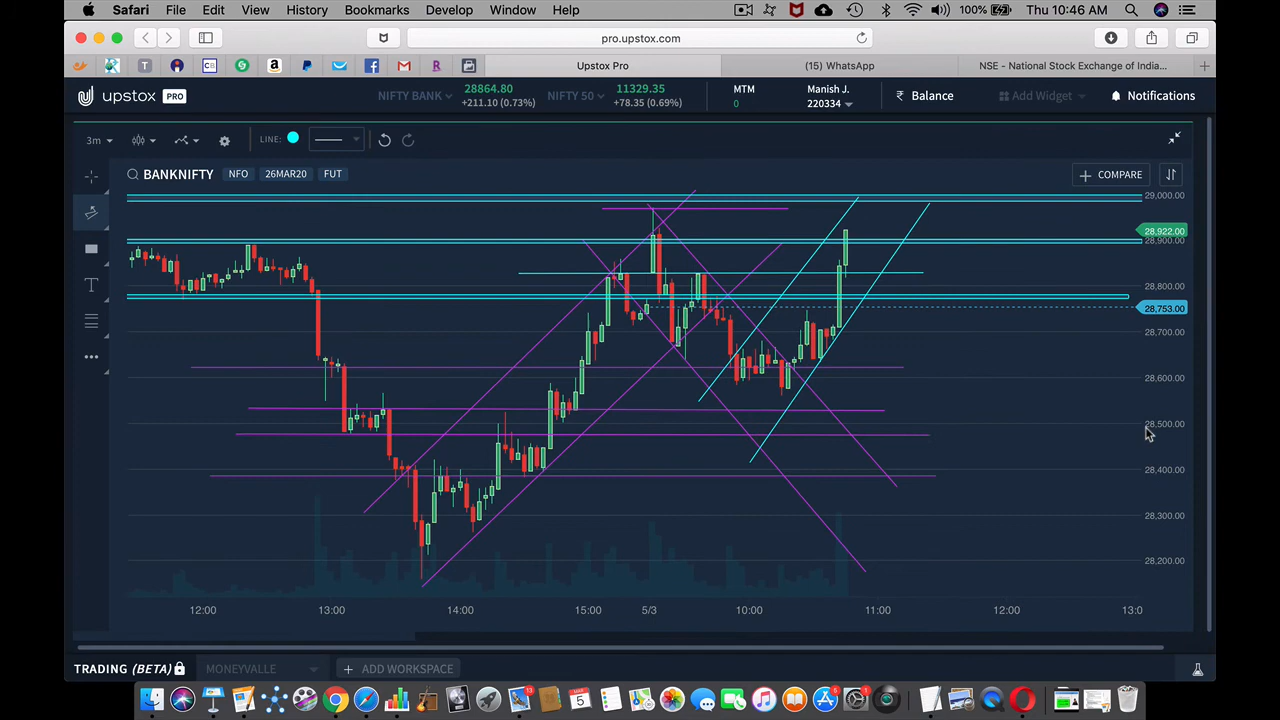 Safari File Edit View History Bookmarks Develop Window Help 100% Thu 10:46 AM
pro.upstox.com
T CB a R Upstox Pro (15) WhatsApp NSE - National Stock Exchange of India...
upstox PRO NIFTY BANK 28864.80 +211.10 (0.73%) NIFTY 50 11329.35 +78.35 (0.69%) MTM 0 Manish J. 220334 ₹ Balance Add Widget Notifications
3m LINE:
BANKNIFTY NFO 26MAR20 FUT + COMPARE
29,000.00
28,922.00
28,900.00
28,800.00
28,753.00
28,700.00
28,600.00
28,500.00
28,400.00
28,300.00
28,200.00
T
12:00 13:00 14:00 15:00 5/3 10:00 11:00 12:00 13:0
TRADING (BETA) MONEYVALLE + ADD WORKSPACE